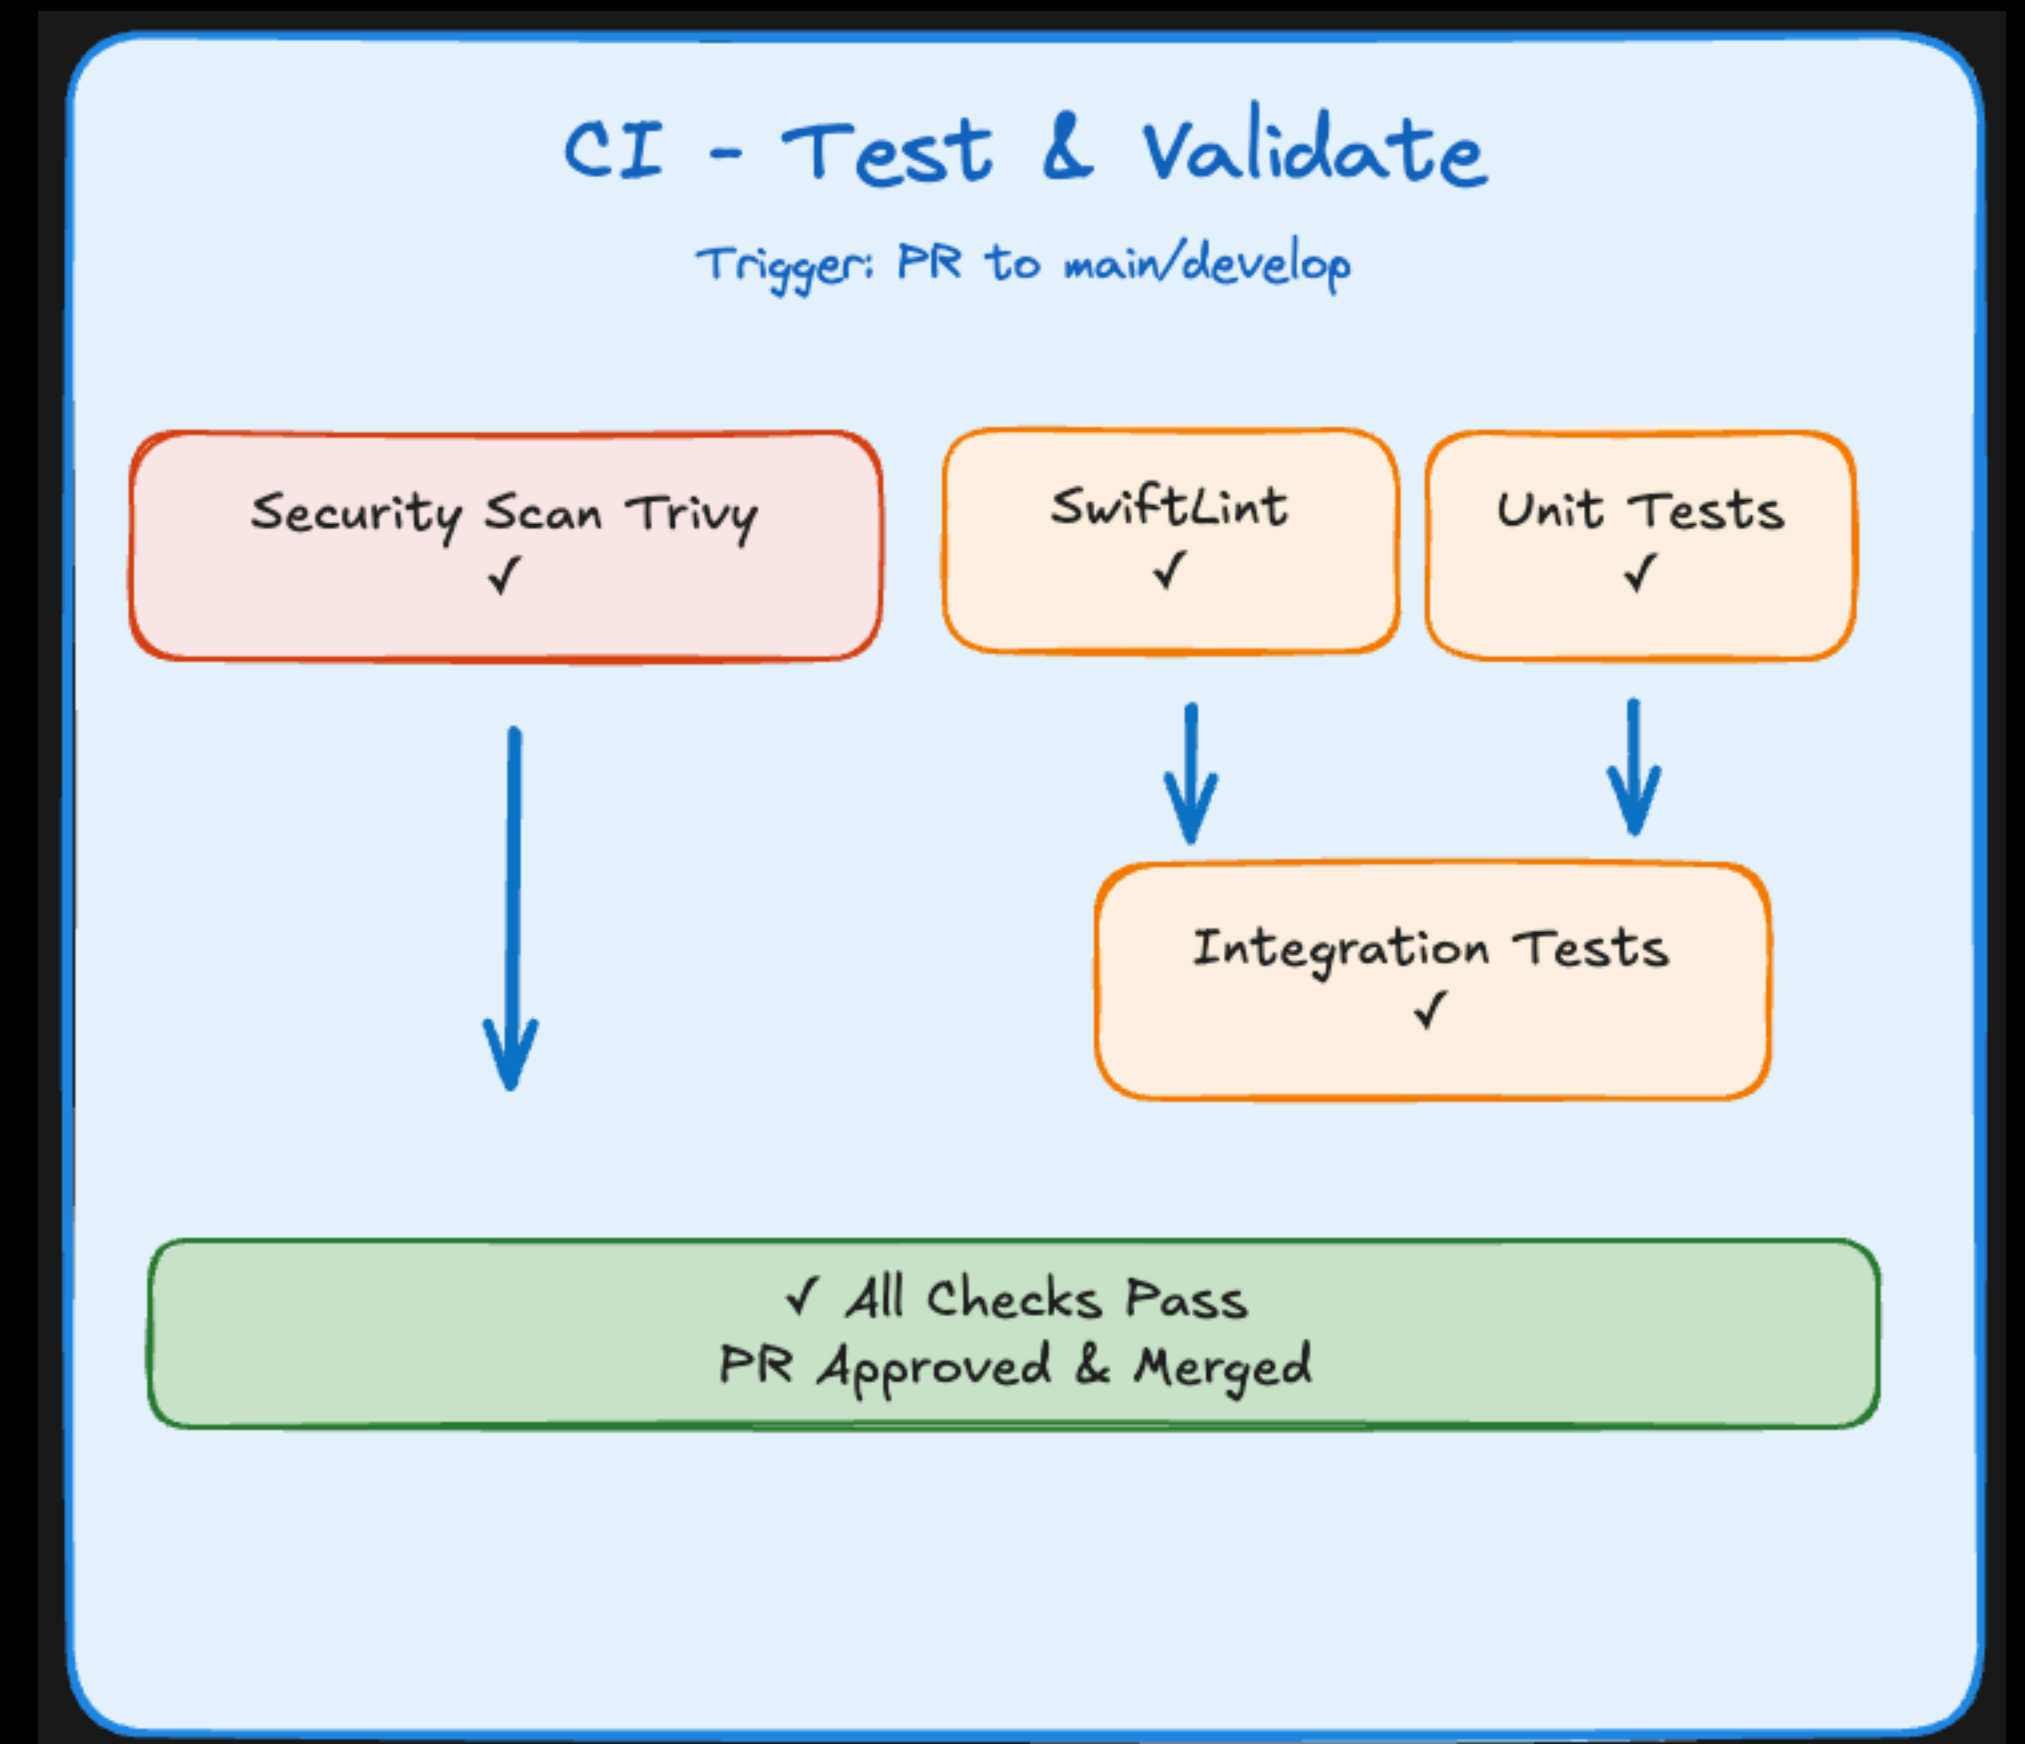 CI - Test & Validate
Trigger: PR to main/develop
Security Scan Trivy
✓
SwiftLint
✓
Unit Tests
✓
Integration Tests
✓
✓ All Checks Pass
PR Approved & Merged